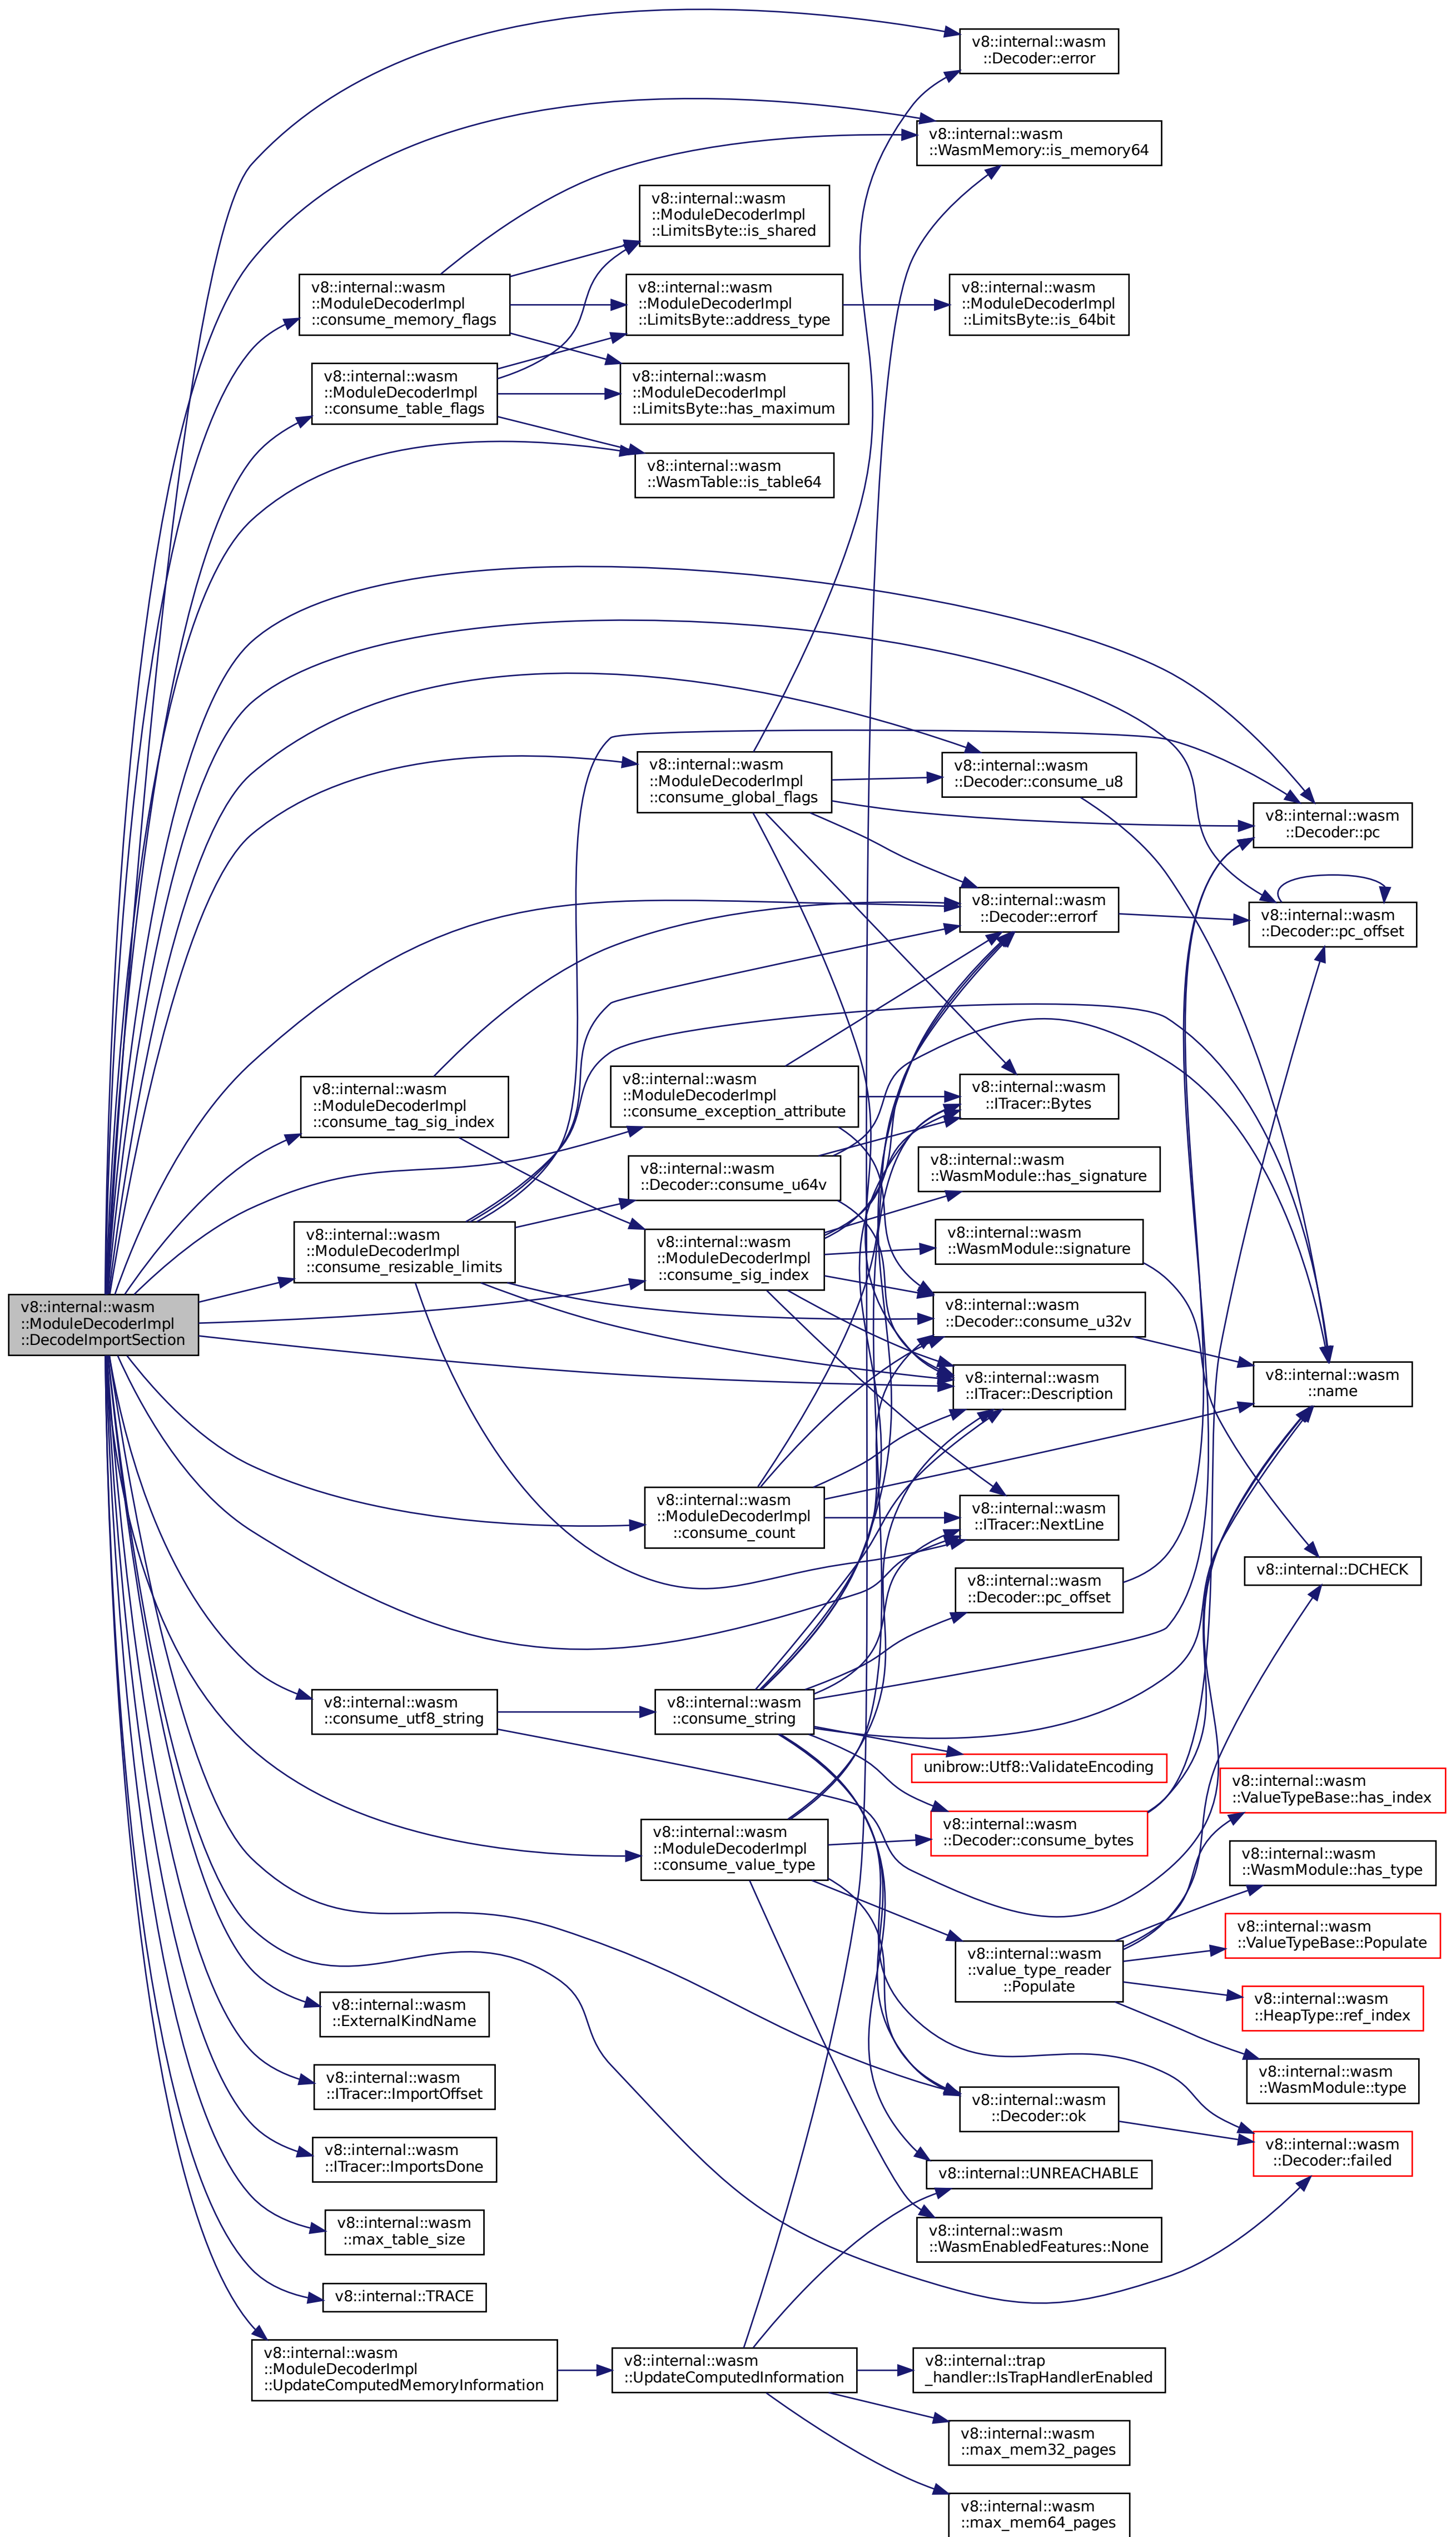 v8::internal::wasm
::Decoder::error
v8::internal::wasm
::WasmMemory::is_memory64
v8::internal::wasm
::ModuleDecoderImpl
::LimitsByte::is_shared
v8::internal::wasm
::ModuleDecoderImpl
::consume_memory_flags
v8::internal::wasm
::ModuleDecoderImpl
::LimitsByte::address_type
v8::internal::wasm
::ModuleDecoderImpl
::LimitsByte::is_64bit
v8::internal::wasm
::ModuleDecoderImpl
::consume_table_flags
v8::internal::wasm
::ModuleDecoderImpl
::LimitsByte::has_maximum
v8::internal::wasm
::WasmTable::is_table64
v8::internal::wasm
::ModuleDecoderImpl
::consume_global_flags
v8::internal::wasm
::Decoder::consume_u8
v8::internal::wasm
::Decoder::pc
v8::internal::wasm
::Decoder::errorf
v8::internal::wasm
::Decoder::pc_offset
v8::internal::wasm
::ModuleDecoderImpl
::consume_tag_sig_index
v8::internal::wasm
::ModuleDecoderImpl
::consume_exception_attribute
v8::internal::wasm
::ITracer::Bytes
v8::internal::wasm
::Decoder::consume_u64v
v8::internal::wasm
::WasmModule::has_signature
v8::internal::wasm
::ModuleDecoderImpl
::consume_resizable_limits
v8::internal::wasm
::ModuleDecoderImpl
::consume_sig_index
v8::internal::wasm
::WasmModule::signature
v8::internal::wasm
::ModuleDecoderImpl
::DecodeImportSection
v8::internal::wasm
::Decoder::consume_u32v
v8::internal::wasm
::ITracer::Description
v8::internal::wasm
::name
v8::internal::wasm
::ModuleDecoderImpl
::consume_count
v8::internal::wasm
::ITracer::NextLine
v8::internal::wasm
::Decoder::pc_offset
v8::internal::DCHECK
v8::internal::wasm
::consume_utf8_string
v8::internal::wasm
::consume_string
unibrow::Utf8::ValidateEncoding
v8::internal::wasm
::ValueTypeBase::has_index
v8::internal::wasm
::ModuleDecoderImpl
::consume_value_type
v8::internal::wasm
::Decoder::consume_bytes
v8::internal::wasm
::WasmModule::has_type
v8::internal::wasm
::value_type_reader
::Populate
v8::internal::wasm
::ValueTypeBase::Populate
v8::internal::wasm
::HeapType::ref_index
v8::internal::wasm
::ExternalKindName
v8::internal::wasm
::WasmModule::type
v8::internal::wasm
::ITracer::ImportOffset
v8::internal::wasm
::Decoder::ok
v8::internal::wasm
::Decoder::failed
v8::internal::wasm
::ITracer::ImportsDone
v8::internal::UNREACHABLE
v8::internal::wasm
::max_table_size
v8::internal::wasm
::WasmEnabledFeatures::None
v8::internal::TRACE
v8::internal::wasm
::ModuleDecoderImpl
::UpdateComputedMemoryInformation
v8::internal::wasm
::UpdateComputedInformation
v8::internal::trap
_handler::IsTrapHandlerEnabled
v8::internal::wasm
::max_mem32_pages
v8::internal::wasm
::max_mem64_pages